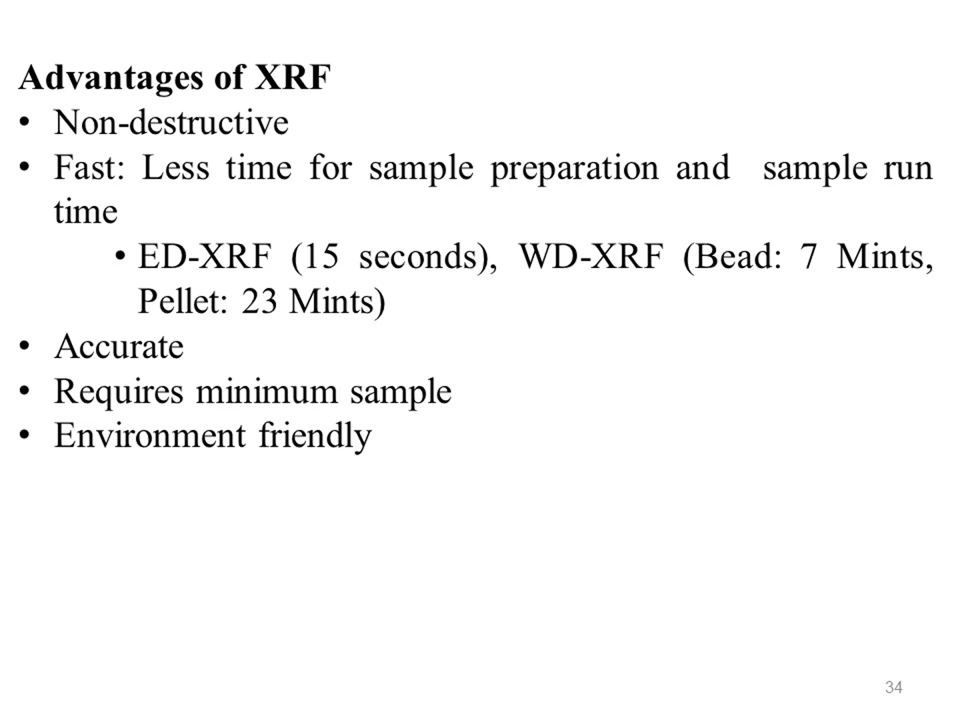 Advantages of XRF
• Non-destructive
• Fast: Less time for sample preparation and sample run
time
• ED-XRF (15 seconds), WD-XRF (Bead: 7 Mints,
Pellet: 23 Mints)
• Accurate
• Requires minimum sample
• Environment friendly
34